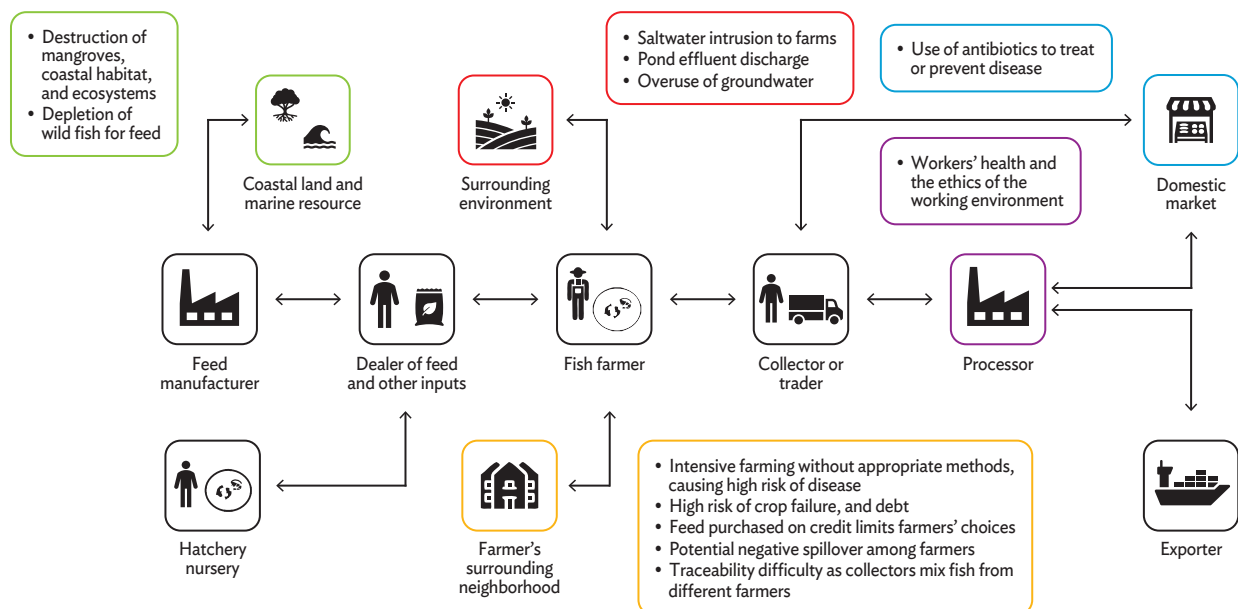 • Destruction of
mangroves,
coastal habitat,
and ecosystems
• Depletion of
wild fish for feed
• Saltwater intrusion to farms
• Pond effluent discharge
• Overuse of groundwater
• Use of antibiotics to treat
or prevent disease
• Workers’ health and
the ethics of the
working environment
Coastal land and
marine resource
Surrounding
environment
Domestic
market
Feed
manufacturer
Dealer of feed
and other inputs
Fish farmer
Collector or
trader
Processor
Hatchery
nursery
Farmer’s
surrounding
neighborhood
• Intensive farming without appropriate methods,
causing high risk of disease
• High risk of crop failure, and debt
• Feed purchased on credit limits farmers’ choices
• Potential negative spillover among farmers
• Traceability difficulty as collectors mix fish from
different farmers
Exporter